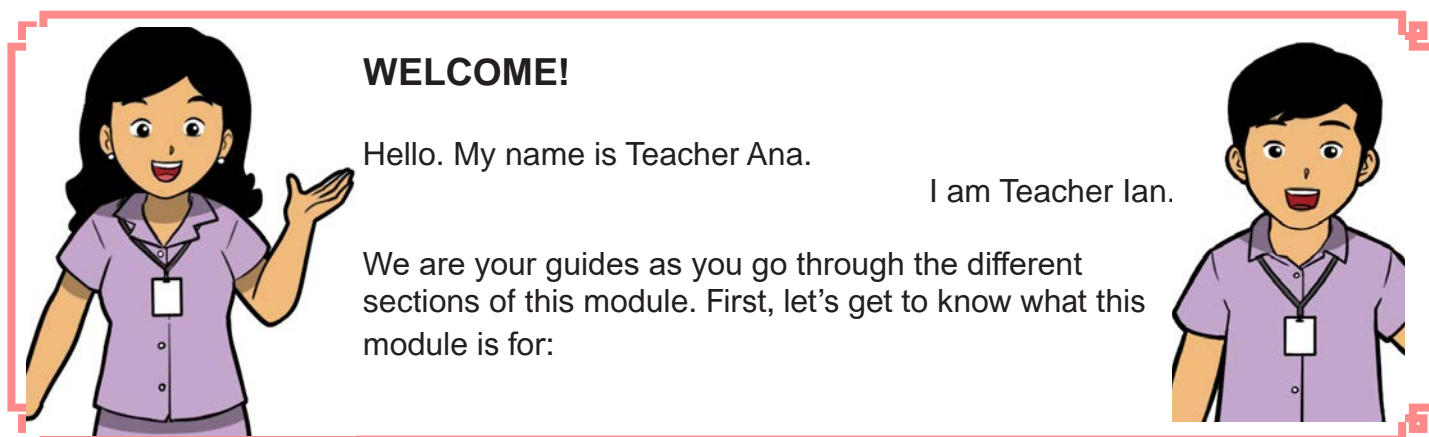 WELCOME!
Hello. My name is Teacher Ana.
I am Teacher Ian.
We are your guides as you go through the different
sections of this module. First, let’s get to know what this
module is for: